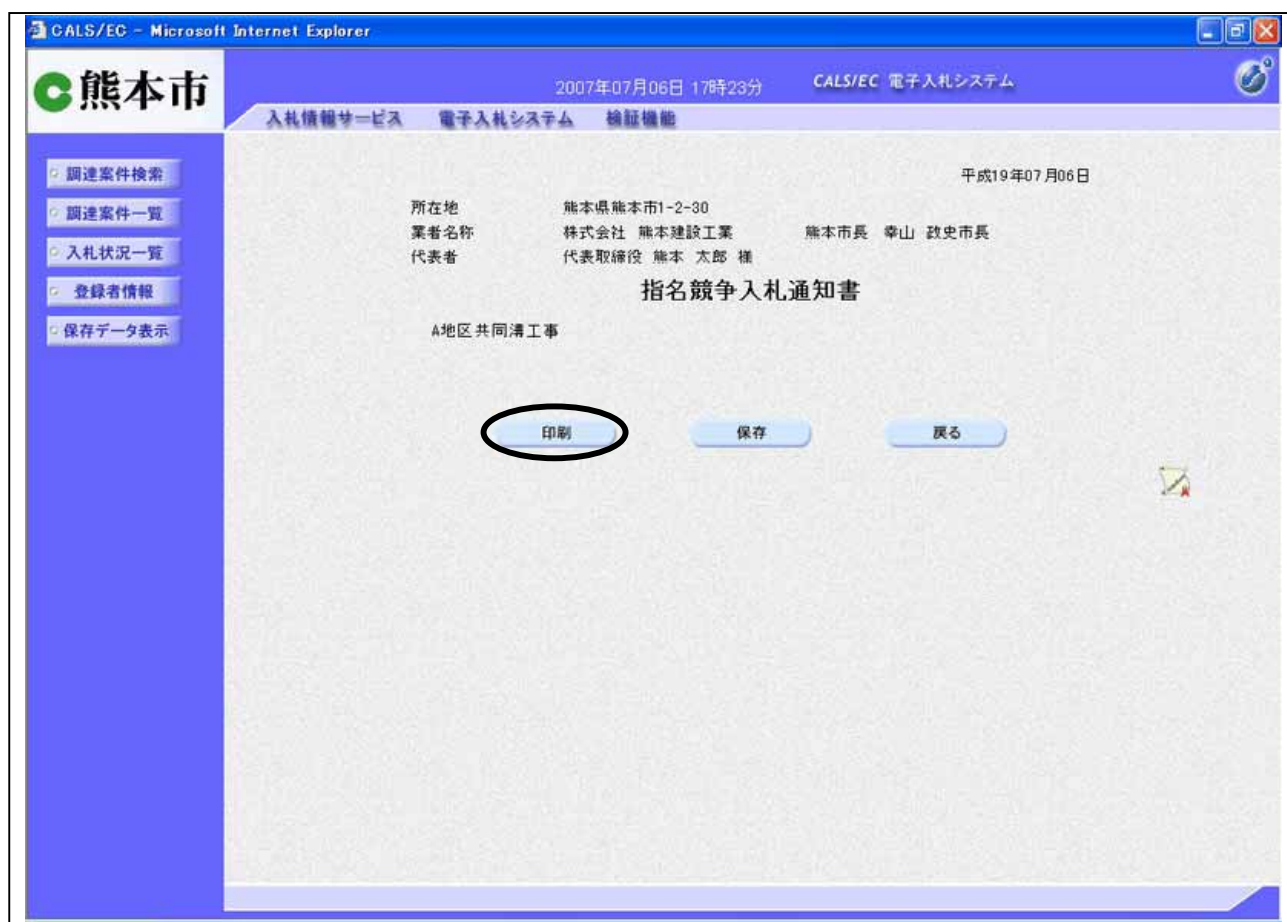 CALS/EC - Microsoft Internet Explorer
熊本市
2007年07月06日 17時23分
CALS/EC 電子入札システム
入札情報サービス 電子入札システム 検証機能
調達案件検索
調達案件一覧
入札状況一覧
登録者情報
保存データ表示
平成19年07月06日
所在地 熊本県熊本市1-2-30
業者名称 株式会社 熊本建設工業 熊本市長 幸山 政史市長
代表者 代表取締役 熊本 太郎 様
指名競争入札通知書
A地区共同溝工事
印刷 保存 戻る